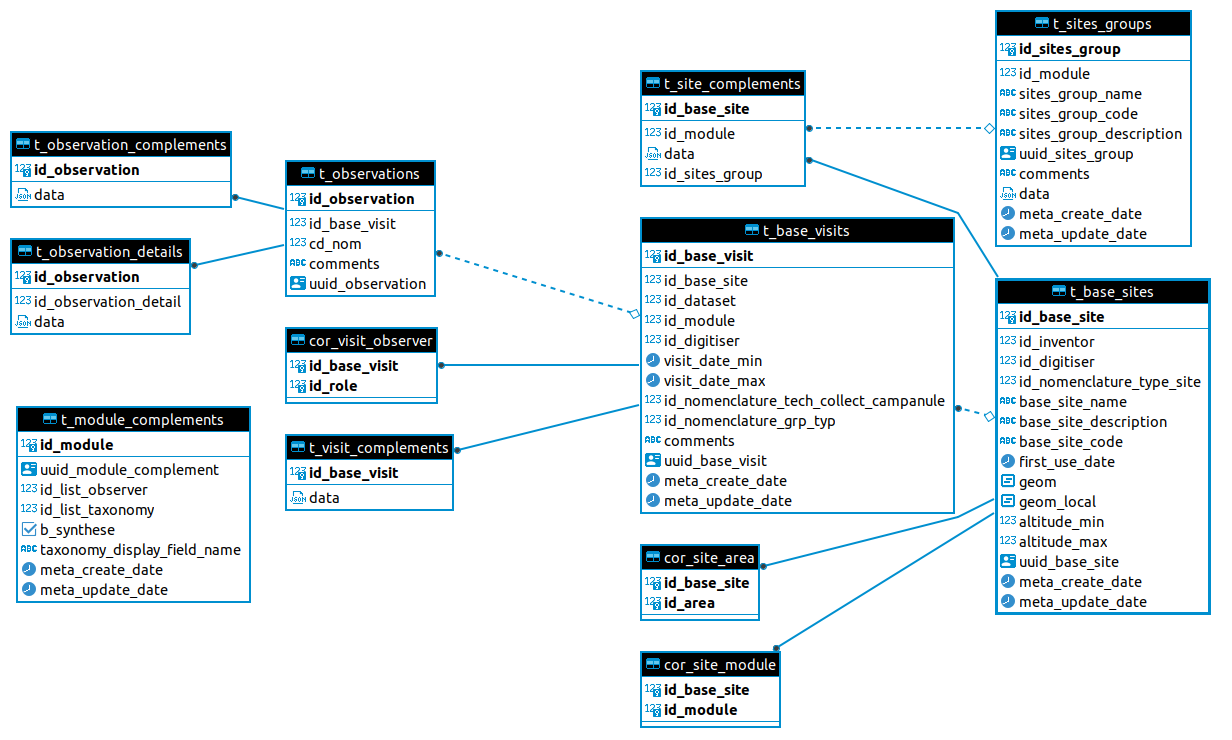 t_sites_groups
id_sites_group
id_module
sites_group_name
sites_group_code
sites_group_description
uuid_sites_group
comments
data
meta_create_date
meta_update_date
t_site_complements
id_base_site
id_module
data
id_sites_group
t_observation_complements
id_observation
data
t_observations
id_observation
id_base_visit
cd_nom
comments
uuid_observation
t_observation_details
id_observation
id_observation_detail
data
t_base_visits
id_base_visit
id_base_site
id_dataset
id_module
id_digitiser
visit_date_min
visit_date_max
id_nomenclature_tech_collect_campanule
id_nomenclature_grp_typ
comments
uuid_base_visit
meta_create_date
meta_update_date
t_base_sites
id_base_site
id_inventor
id_digitiser
id_nomenclature_type_site
base_site_name
base_site_description
base_site_code
first_use_date
geom
geom_local
altitude_min
altitude_max
uuid_base_site
meta_create_date
meta_update_date
cor_visit_observer
id_base_visit
id_role
t_module_complements
id_module
uuid_module_complement
id_list_observer
id_list_taxonomy
b_synthese
taxonomy_display_field_name
meta_create_date
meta_update_date
t_visit_complements
id_base_visit
data
cor_site_area
id_base_site
id_area
cor_site_module
id_base_site
id_module